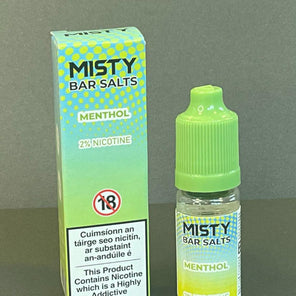 MISTY
BAR SALTS
MENTHOL
2% NICOTINE
18
Cuimsíonn an
táirge seo nicitín,
ar substaint
an-andúile é
This Product
Contains Nicotine
which is a Highly
Addictive
MISTY
BAR SALTS
MENTHOL